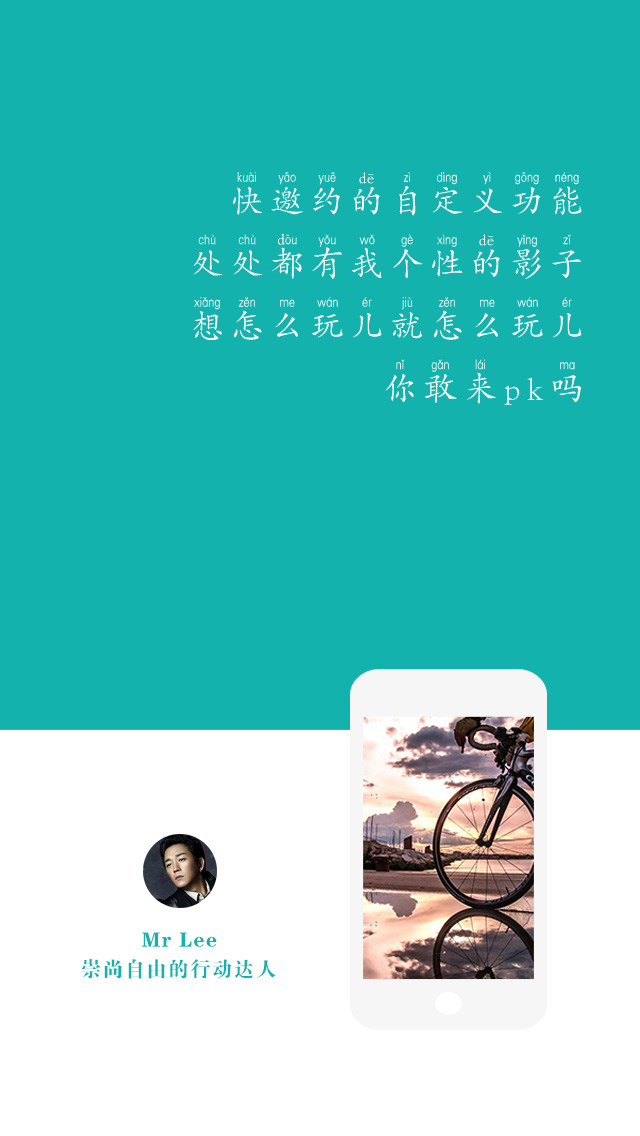 kuài yāo yuē dē zì dìng yì gōng néng
快邀约的自定义功能
chù chù dōu yǒu wǒ gè xìng dē yǐng zǐ
处处都有我个性的影子
xiǎng zěn me wán ér jiù zěn me wán ér
想怎么玩儿就怎么玩儿
nǐ gǎn lái ma
你敢来pk吗
Mr Lee
崇尚自由的行动达人